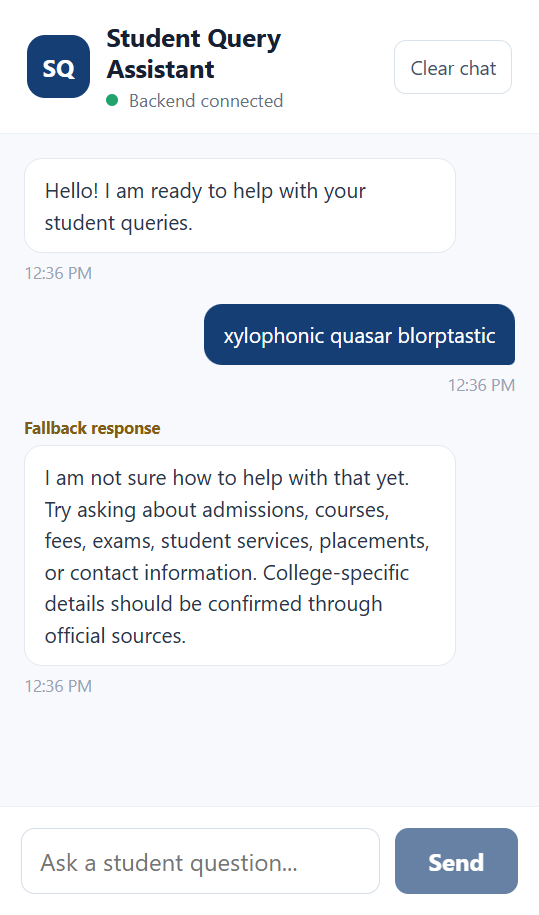 SQ
Student Query
Assistant
Backend connected
Clear chat
Hello! I am ready to help with your
student queries.
12:36 PM
xylophonic quasar blorptastic
12:36 PM
Fallback response
I am not sure how to help with that yet.
Try asking about admissions, courses,
fees, exams, student services, placements,
or contact information. College-specific
details should be confirmed through
official sources.
12:36 PM
Ask a student question...
Send